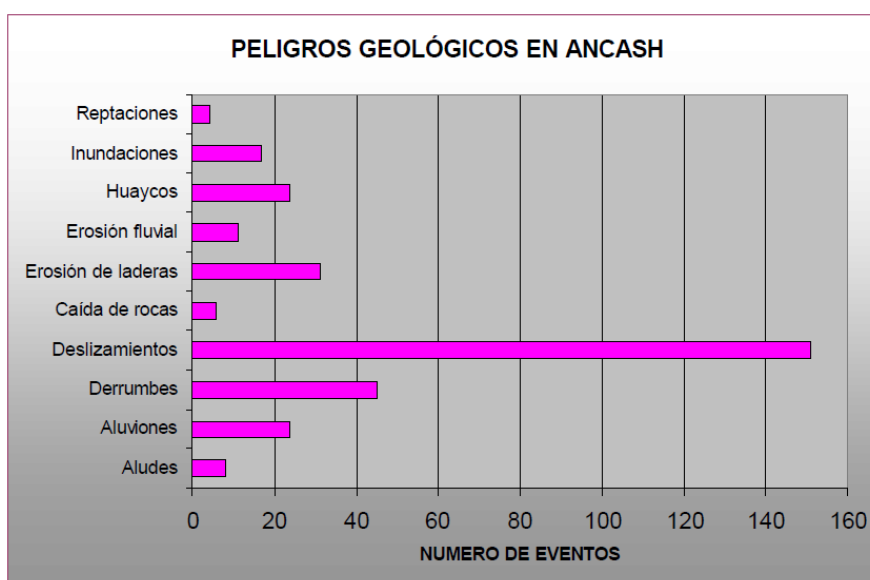 PELIGROS GEOLÓGICOS EN ANCASH
Reptaciones
Inundaciones
Huaycos
Erosión fluvial
Erosión de laderas
Caída de rocas
Deslizamientos
Derrumbes
Aluviones
Aludes
0 20 40 60 80 100 120 140 160
NUMERO DE EVENTOS